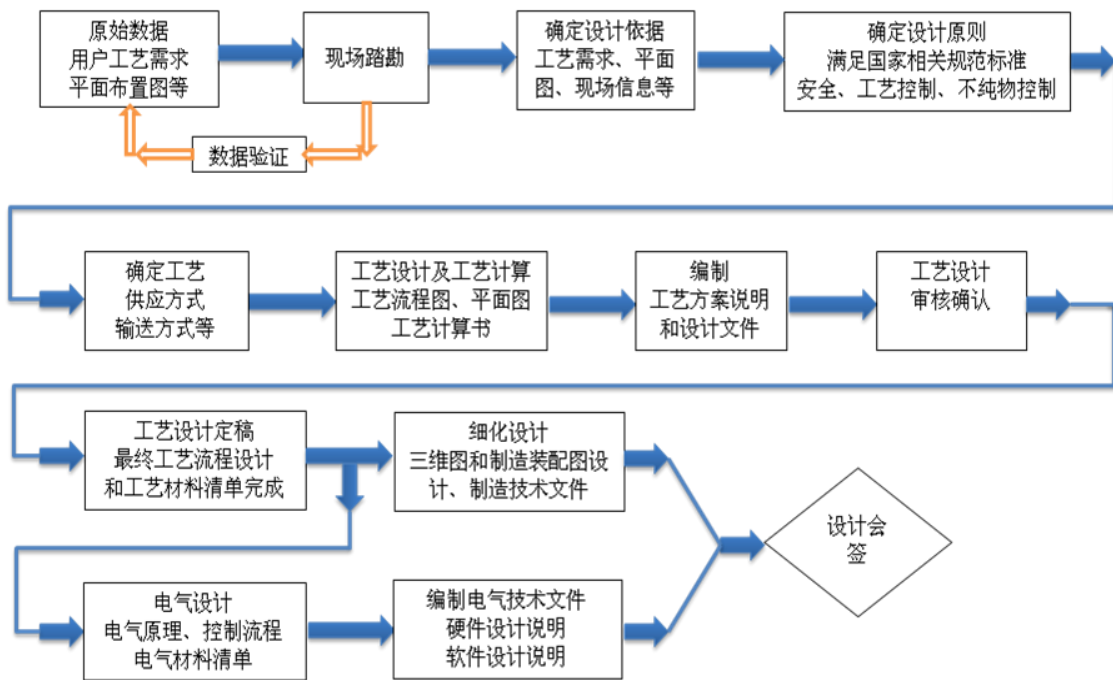 原始数据
用户工艺需求
平面布置图等
现场踏勘
确定设计依据
工艺需求、平面
图、现场信息等
确定设计原则
满足国家相关规范标准
安全、工艺控制、不纯物控制
数据验证
确定工艺
供应方式
输送方式等
工艺设计及工艺计算
工艺流程图、平面图
工艺计算书
编制
工艺方案说明
和设计文件
工艺设计
审核确认
工艺设计定稿
最终工艺流程设计
和工艺材料清单完成
细化设计
三维图和制造装配图设
计、制造技术文件
设计会
签
电气设计
电气原理、控制流程
电气材料清单
编制电气技术文件
硬件设计说明
软件设计说明